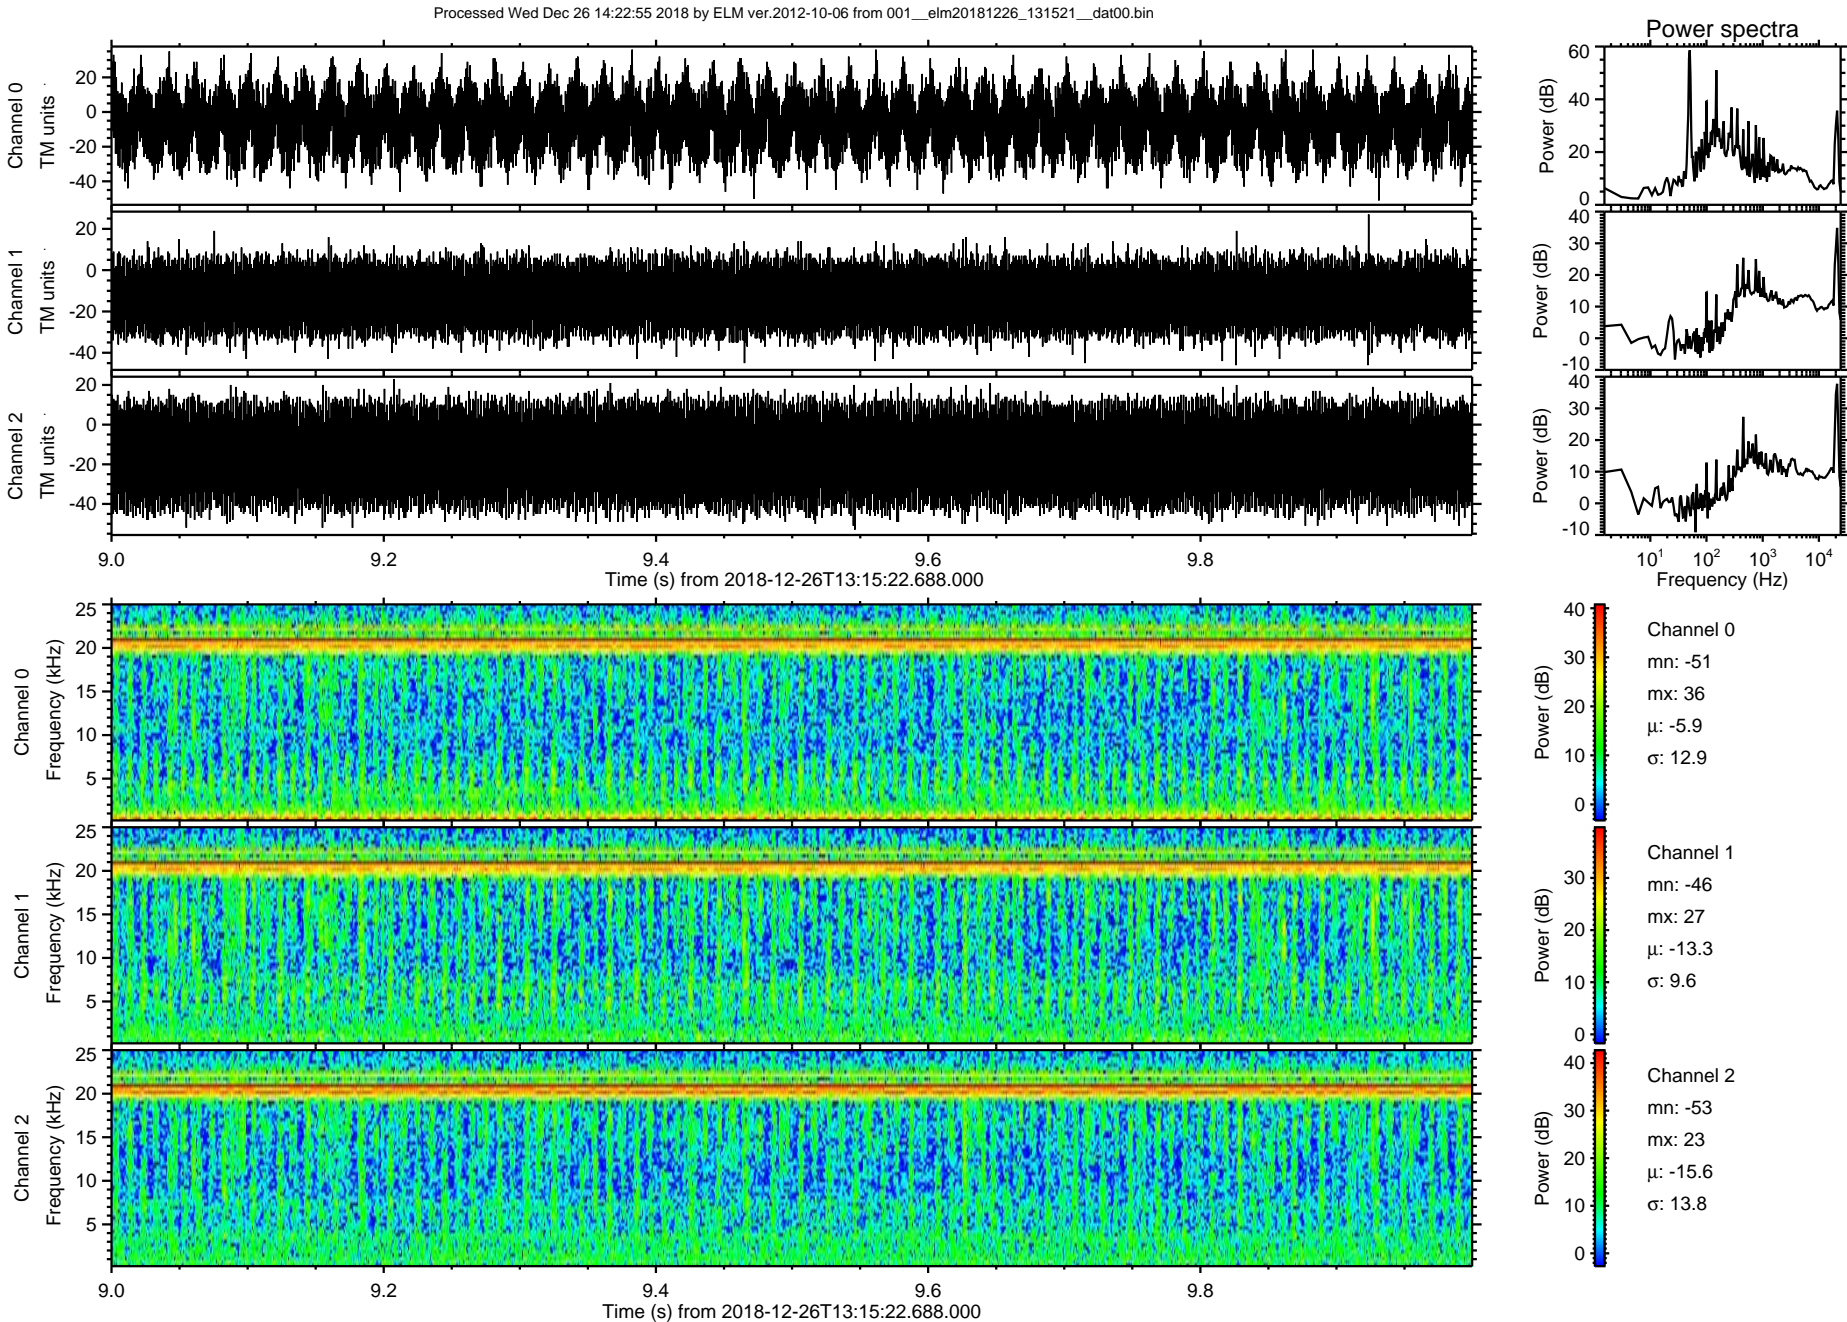 Processed Wed Dec 26 14:22:55 2018 by ELM ver.2012-10-06 from 001__elm20181226_131521__dat00.bin
Power spectra
Channel 0
TM units
20
0
-20
-40
Power (dB)
60
40
20
0
Channel 1
TM units
20
0
-20
-40
Power (dB)
40
30
20
10
0
-10
Channel 2
TM units
20
0
-20
-40
Power (dB)
40
30
20
10
0
-10
9.0 9.2 9.4 9.6 9.8
Time (s) from 2018-12-26T13:15:22.688.000
10^1 10^2 10^3 10^4
Frequency (Hz)
Channel 0
Frequency (kHz)
25
20
15
10
5
Power (dB)
40
30
20
10
0
Channel 0
mn: -51
mx: 36
μ: -5.9
σ: 12.9
Channel 1
Frequency (kHz)
25
20
15
10
5
Power (dB)
30
20
10
0
Channel 1
mn: -46
mx: 27
μ: -13.3
σ: 9.6
Channel 2
Frequency (kHz)
25
20
15
10
5
Power (dB)
40
30
20
10
0
Channel 2
mn: -53
mx: 23
μ: -15.6
σ: 13.8
9.0 9.2 9.4 9.6 9.8
Time (s) from 2018-12-26T13:15:22.688.000